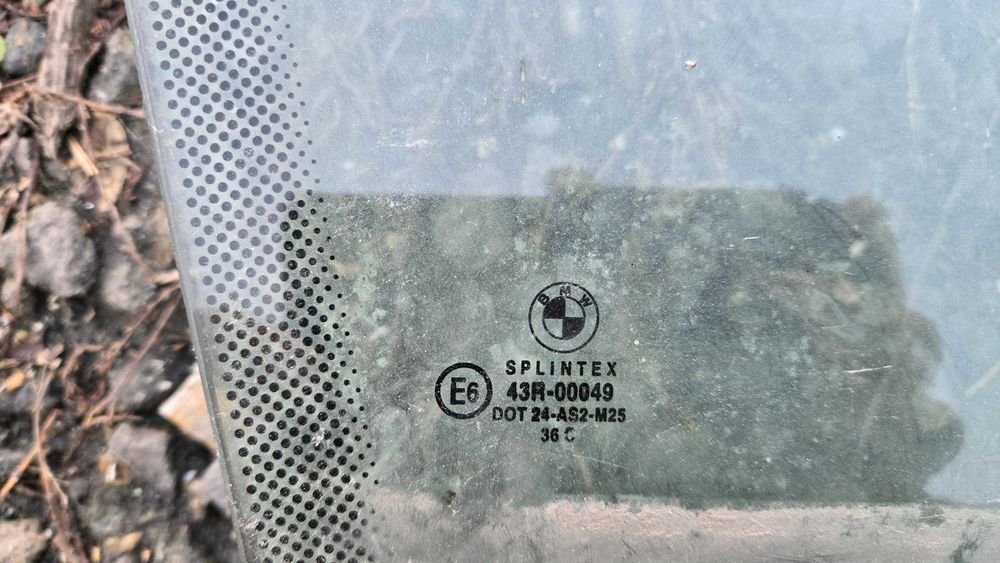 BMW
SPLINTEX
E6
43R-00049
DOT 24-AS2-M25
36 C